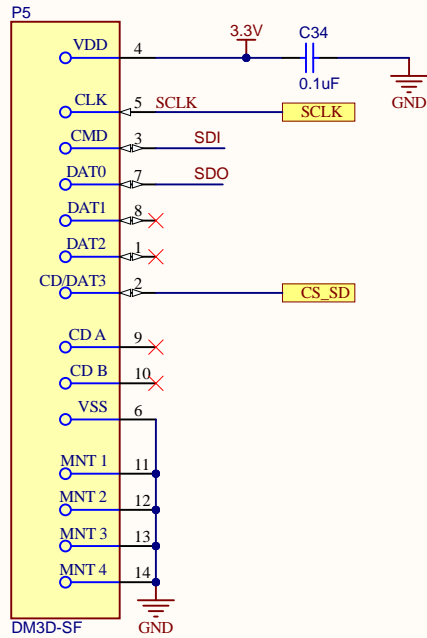 P5
VDD 4 3.3V C34
0.1uF GND
CLK 5 SCLK SCLK
CMD 3 SDI
DAT0 7 SDO
DAT1 8
DAT2 1
CD/DAT3 2 CS_SD
CD A 9
CD B 10
VSS 6
MNT 1 11
MNT 2 12
MNT 3 13
MNT 4 14
DM3D-SF GND